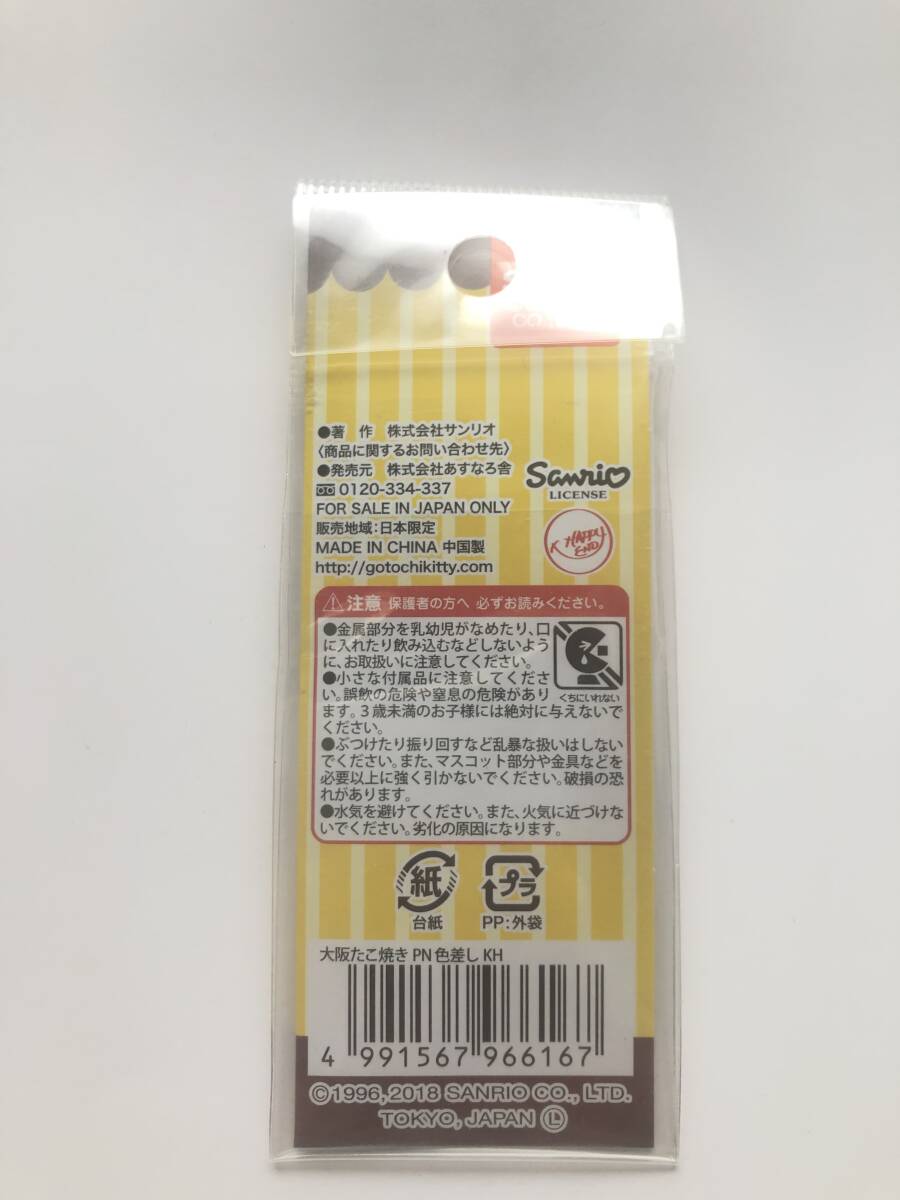 ●著 作 株式会社サンリオ
〈商品に関するお問い合わせ先〉
●発売元 株式会社あすなろ舎
0120-334-337
FOR SALE IN JAPAN ONLY
販売地域:日本限定
MADE IN CHINA 中国製
http://gotochikitty.com
Sanrio
LICENSE
K HAPPY
END
注意 保護者の方へ 必ずお読みください。
●金属部分を乳幼児がなめたり、口
に入れたり飲み込むなどしないよう
に、お取扱いに注意してください。
●小さな付属品に注意してくださ
い。誤飲の危険や窒息の危険があり
ます。3歳未満のお子様には絶対に与えないで
ください。
くちにいれない
●ぶつけたり振り回すなど乱暴な扱いはしない
でください。また、マスコット部分や金具などを
必要以上に強く引かないでください。破損の恐
れがあります。
●水気を避けてください。また、火気に近づけな
いでください。劣化の原因になります。
紙
台紙
プラ
PP:外袋
大阪たこ焼き PN 色差し KH
4 991567 966167
©1996,2018 SANRIO CO., LTD.
TOKYO, JAPAN Ⓛ